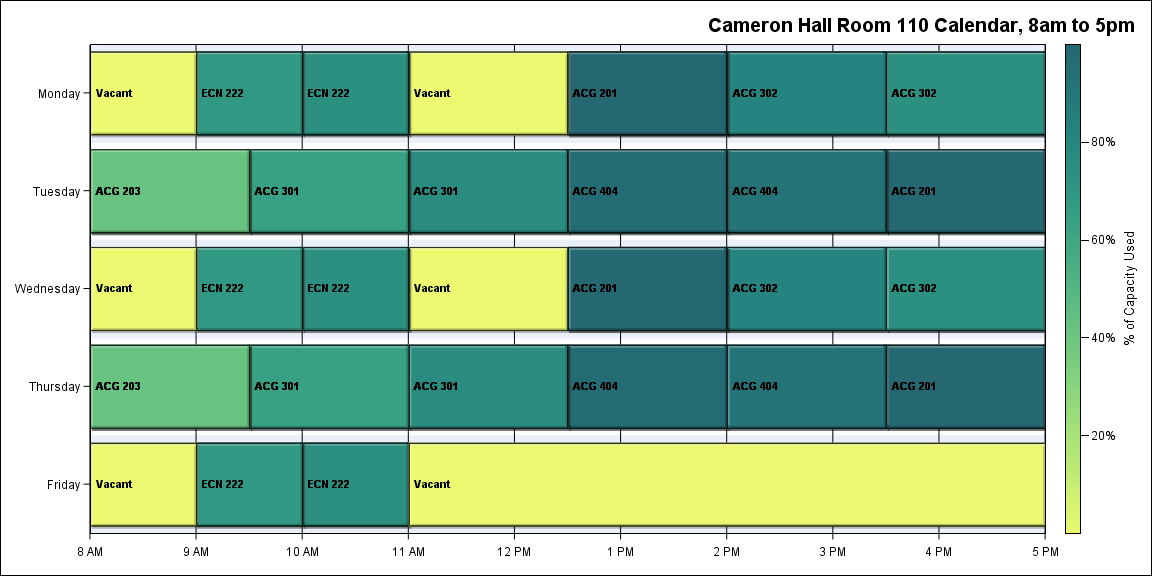 Cameron Hall Room 110 Calendar, 8am to 5pm
Monday
Vacant
ECN 222
ECN 222
Vacant
ACG 201
ACG 302
ACG 302
Tuesday
ACG 203
ACG 301
ACG 301
ACG 404
ACG 404
ACG 201
Wednesday
Vacant
ECN 222
ECN 222
Vacant
ACG 201
ACG 302
ACG 302
Thursday
ACG 203
ACG 301
ACG 301
ACG 404
ACG 404
ACG 201
Friday
Vacant
ECN 222
ECN 222
Vacant
8 AM
9 AM
10 AM
11 AM
12 PM
1 PM
2 PM
3 PM
4 PM
5 PM
80%
60%
40%
20%
% of Capacity Used